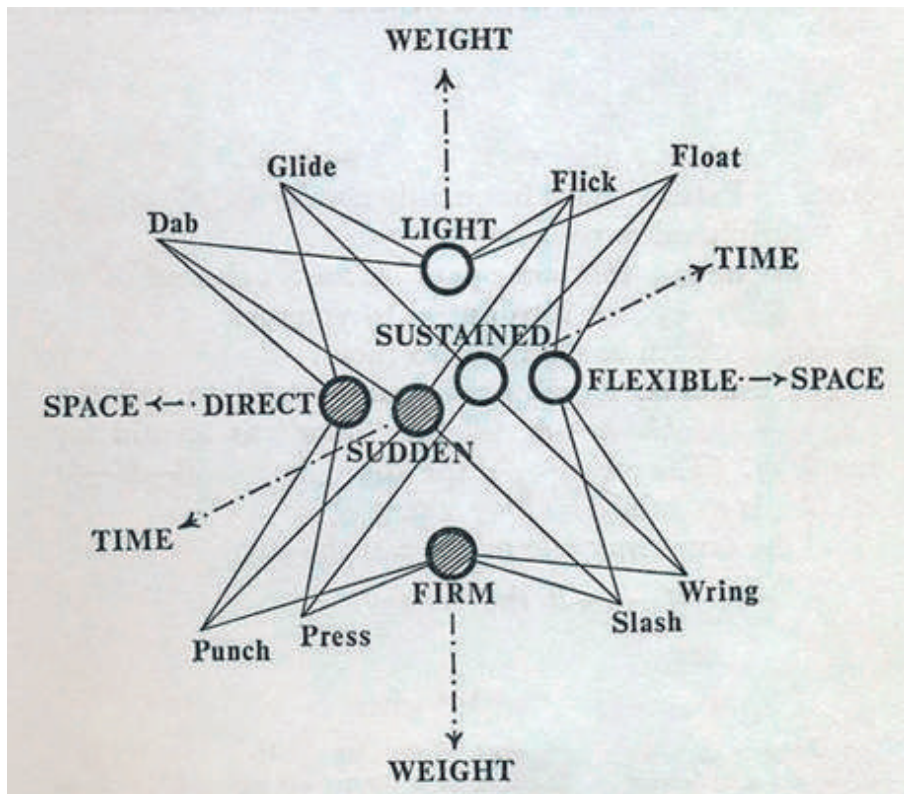 WEIGHT
Glide
Flick
Float
Dab
LIGHT
TIME
SUSTAINED
SPACE
DIRECT
FLEXIBLE
SPACE
SUDDEN
TIME
FIRM
Wring
Slash
Press
Punch
WEIGHT